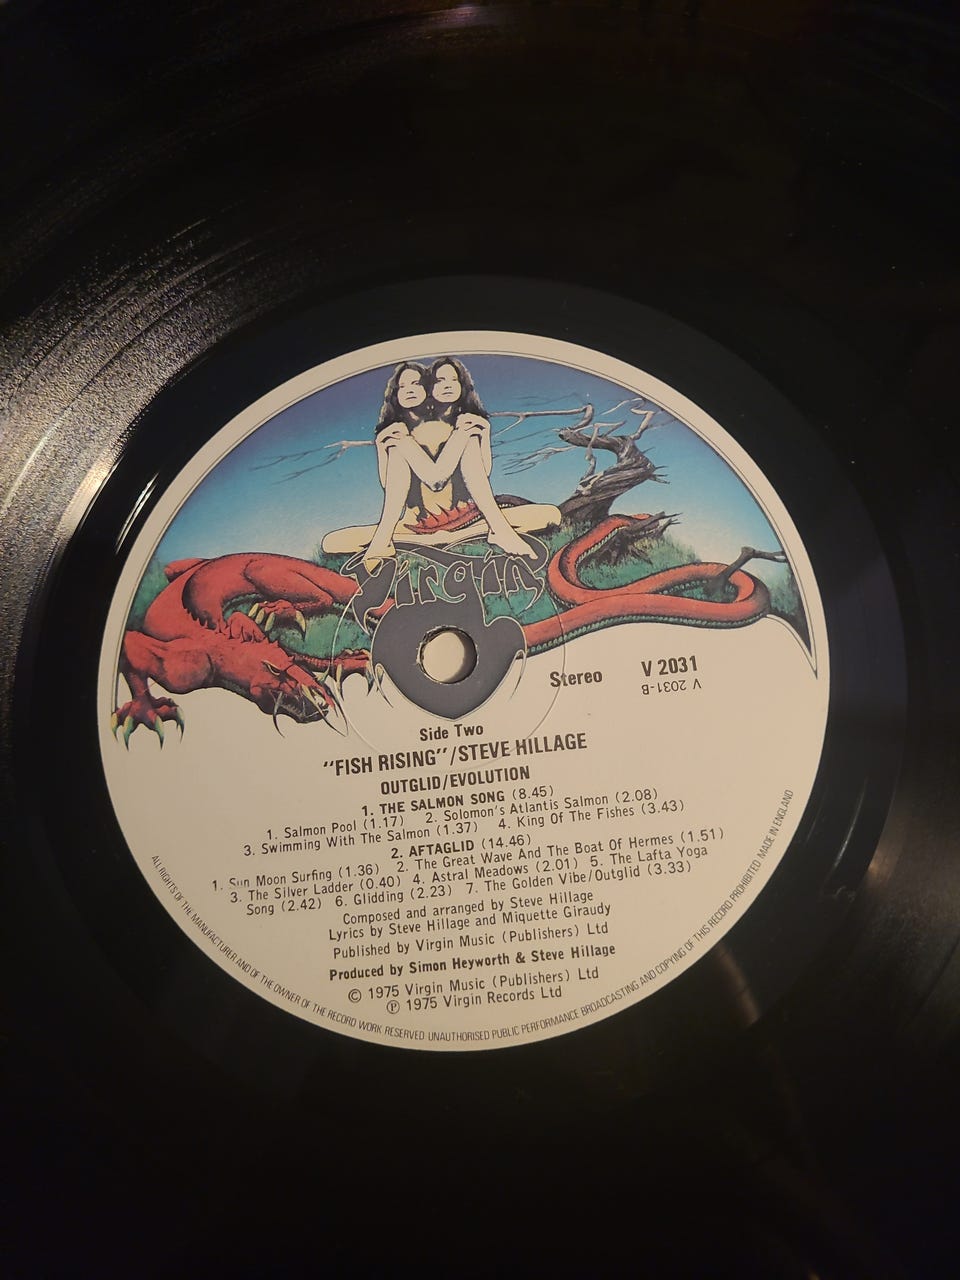 Virgin
Stereo V 2031
V 2031-B
Side Two
"FISH RISING"/STEVE HILLAGE
OUTGLID/EVOLUTION
1. THE SALMON SONG (8.45)
1. Salmon Pool (1.17) 2. Solomon's Atlantis Salmon (2.08)
3. Swimming With The Salmon (1.37) 4. King Of The Fishes (3.43)
2. AFTAGLID (14.46)
1. Sun Moon Surfing (1.36) 2. The Great Wave And The Boat Of Hermes (1.51)
3. The Silver Ladder (0.40) 4. Astral Meadows (2.01) 5. The Lafta Yoga
Song (2.42) 6. Glidding (2.23) 7. The Golden Vibe/Outglid (3.33)
Composed and arranged by Steve Hillage
Lyrics by Steve Hillage and Miquette Giraudy
Published by Virgin Music (Publishers) Ltd
Produced by Simon Heyworth & Steve Hillage
© 1975 Virgin Music (Publishers) Ltd
℗ 1975 Virgin Records Ltd
ALL RIGHTS OF THE MANUFACTURER AND OF THE OWNER OF THE RECORD WORK RESERVED UNAUTHORISED PUBLIC PERFORMANCE BROADCASTING AND COPYING OF THIS RECORD PROHIBITED MADE IN ENGLAND